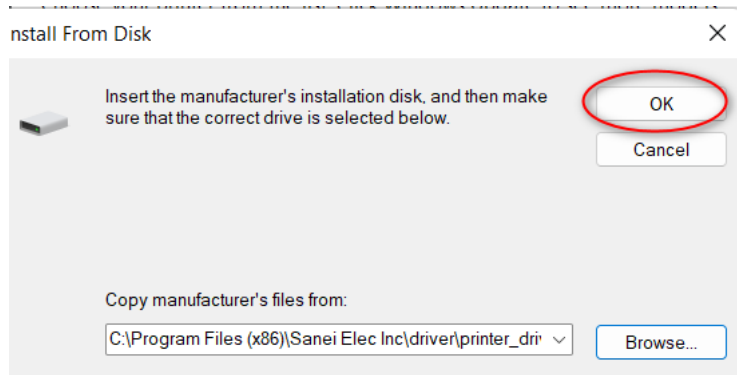 nstall From Disk
Insert the manufacturer's installation disk, and then make
sure that the correct drive is selected below.
OK
Cancel
Copy manufacturer's files from:
C:\Program Files (x86)\Sanei Elec Inc\driver\printer_dri
Browse...